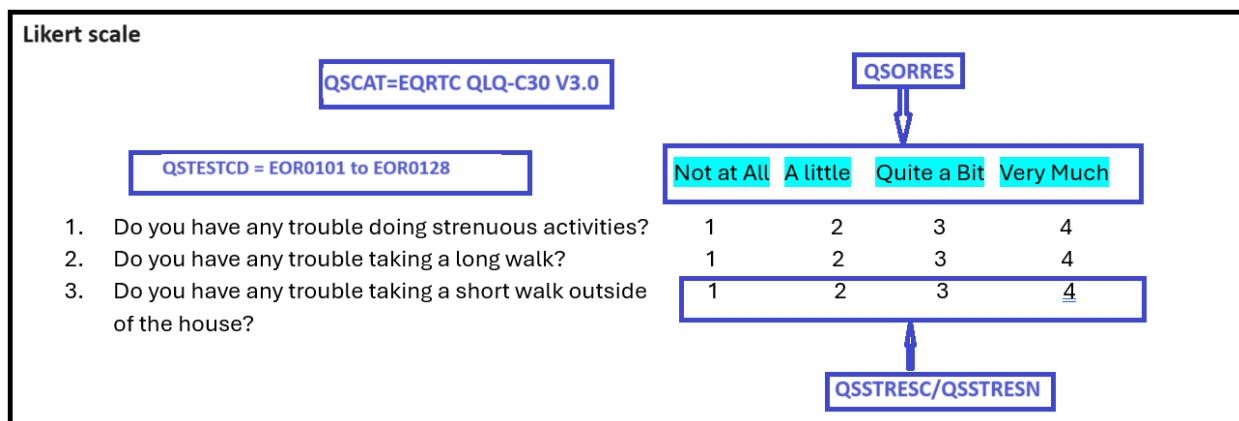 Likert scale
QSCAT=EQRTC QLQ-C30 V3.0
QSORRES
QSTESTCD = EOR0101 to EOR0128
Not at All A little Quite a Bit Very Much
1. Do you have any trouble doing strenuous activities? 1 2 3 4
2. Do you have any trouble taking a long walk? 1 2 3 4
3. Do you have any trouble taking a short walk outside 1 2 3 4
of the house?
QSSTRESC/QSSTRESN